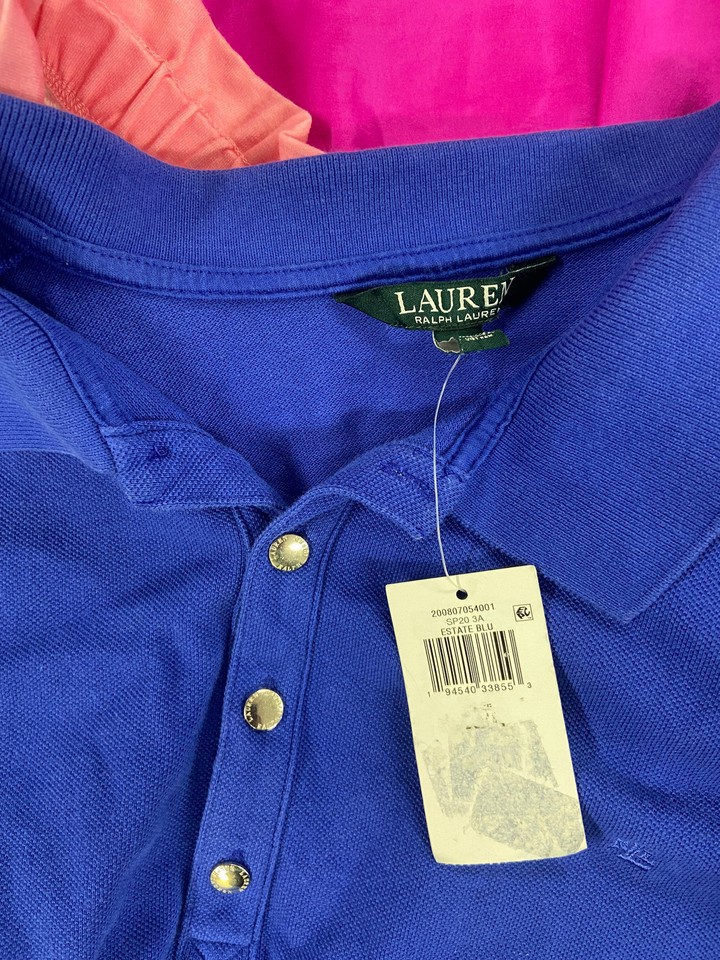 LAUREN
RALPH LAUREN
200807054001
SP20 3A
ESTATE BLU
1 94540 33855 3